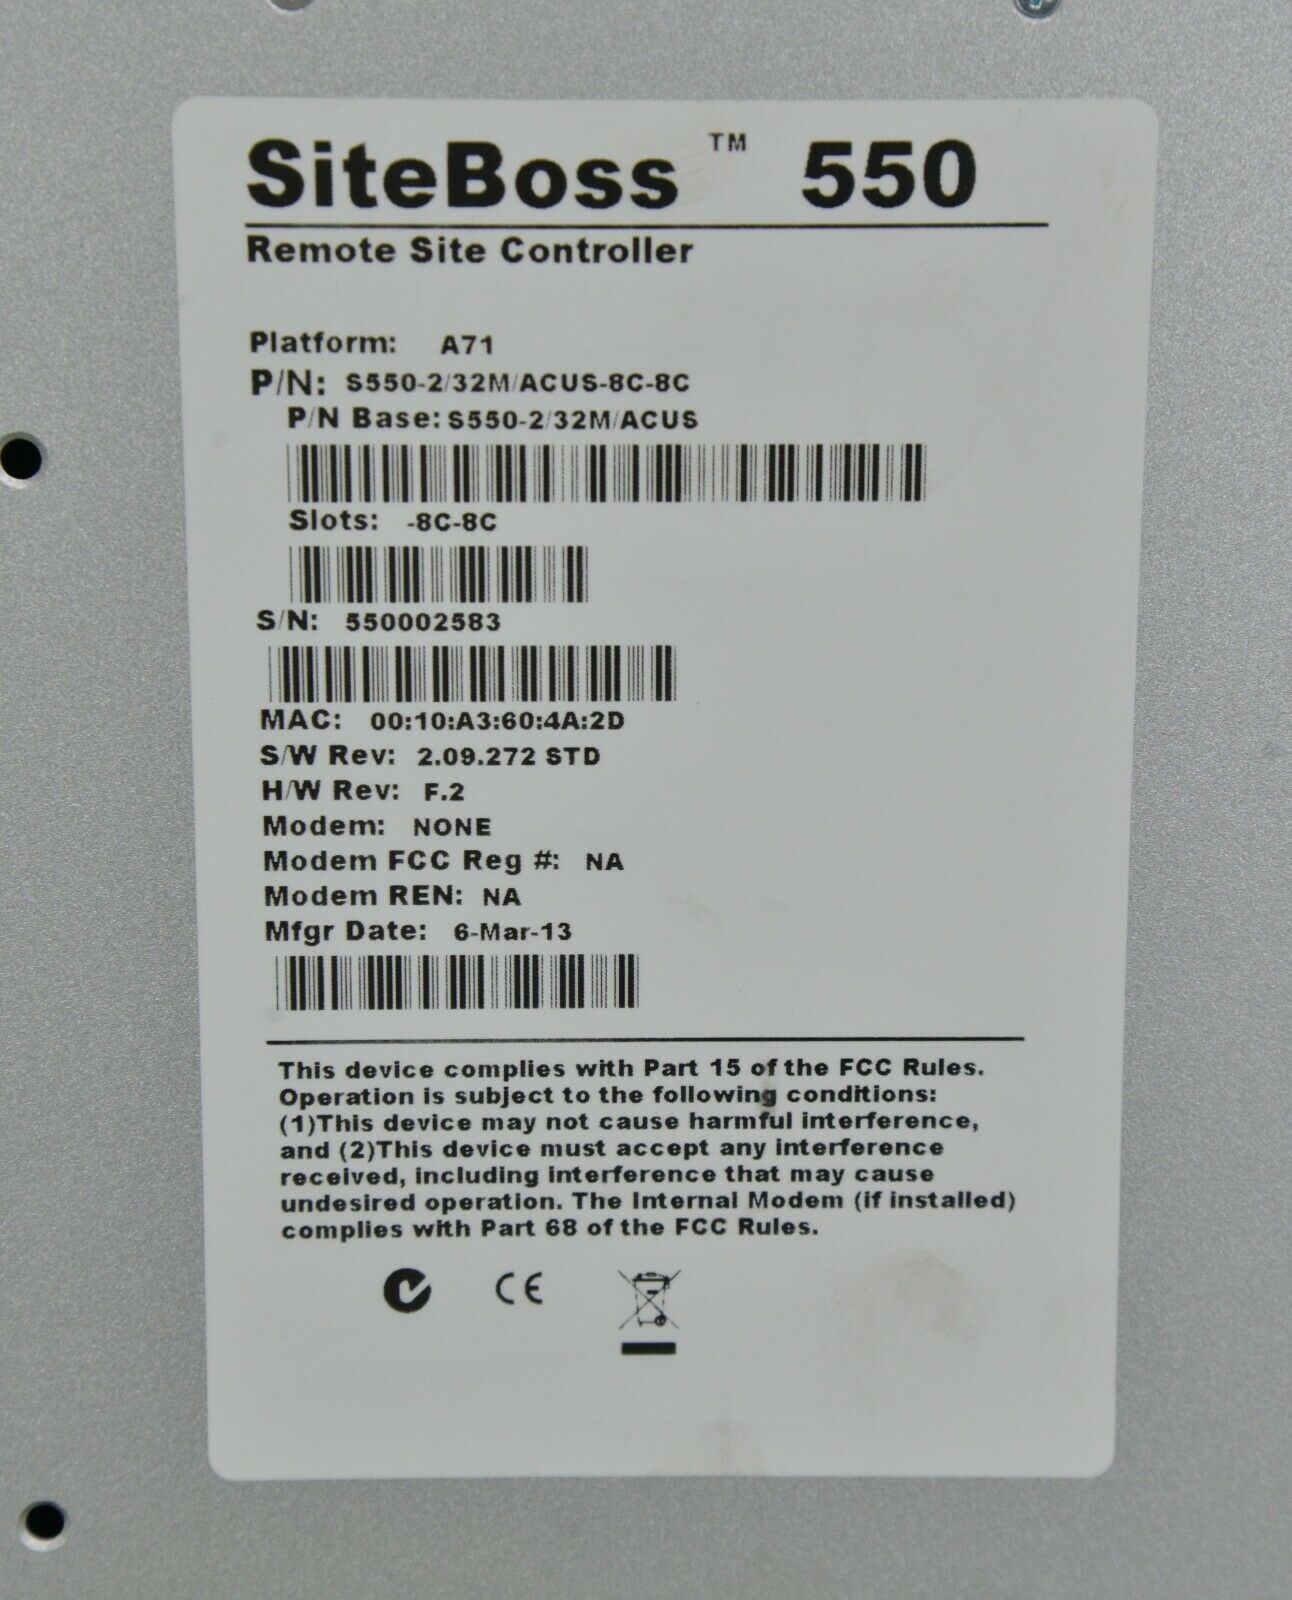 SiteBoss ™ 550
Remote Site Controller
Platform: A71
P/N: S550-2/32M/ACUS-8C-8C
P/N Base: S550-2/32M/ACUS
Slots: -8C-8C
S/N: 550002583
MAC: 00:10:A3:60:4A:2D
S/W Rev: 2.09.272 STD
H/W Rev: F.2
Modem: NONE
Modem FCC Reg #: NA
Modem REN: NA
Mfgr Date: 6-Mar-13
This device complies with Part 15 of the FCC Rules.
Operation is subject to the following conditions:
(1)This device may not cause harmful interference,
and (2)This device must accept any interference
received, including interference that may cause
undesired operation. The Internal Modem (if installed)
complies with Part 68 of the FCC Rules.
CE